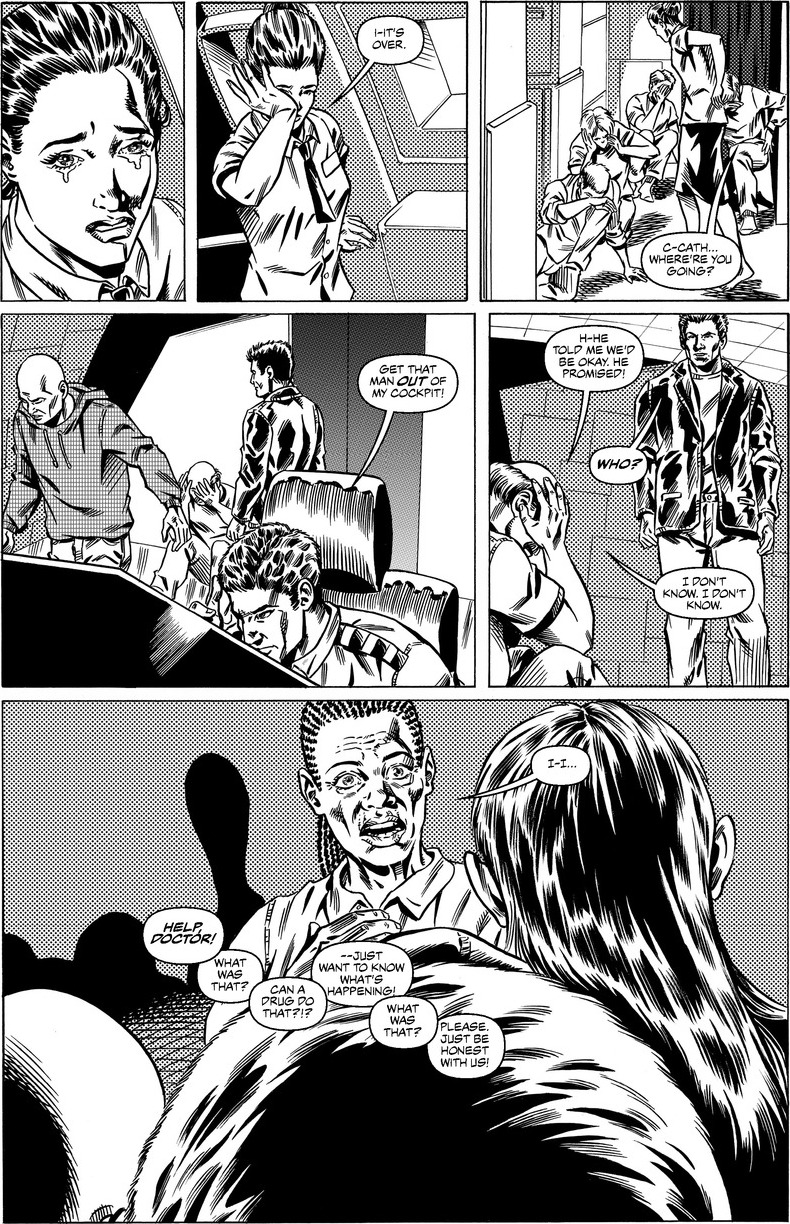 I-IT'S
OVER.
C-CATH...
WHERE'RE YOU
GOING?
GET THAT
MAN OUT OF
MY COCKPIT!
H-HE
TOLD ME WE'D
BE OKAY. HE
PROMISED!
WHO?
I DON'T
KNOW. I DON'T
KNOW.
I-I...
HELP,
DOCTOR!
WHAT
WAS
THAT?
CAN A
DRUG DO
THAT?!?
--JUST
WANT TO KNOW
WHAT'S
HAPPENING!
WHAT
WAS
THAT?
PLEASE.
JUST BE
HONEST
WITH US!